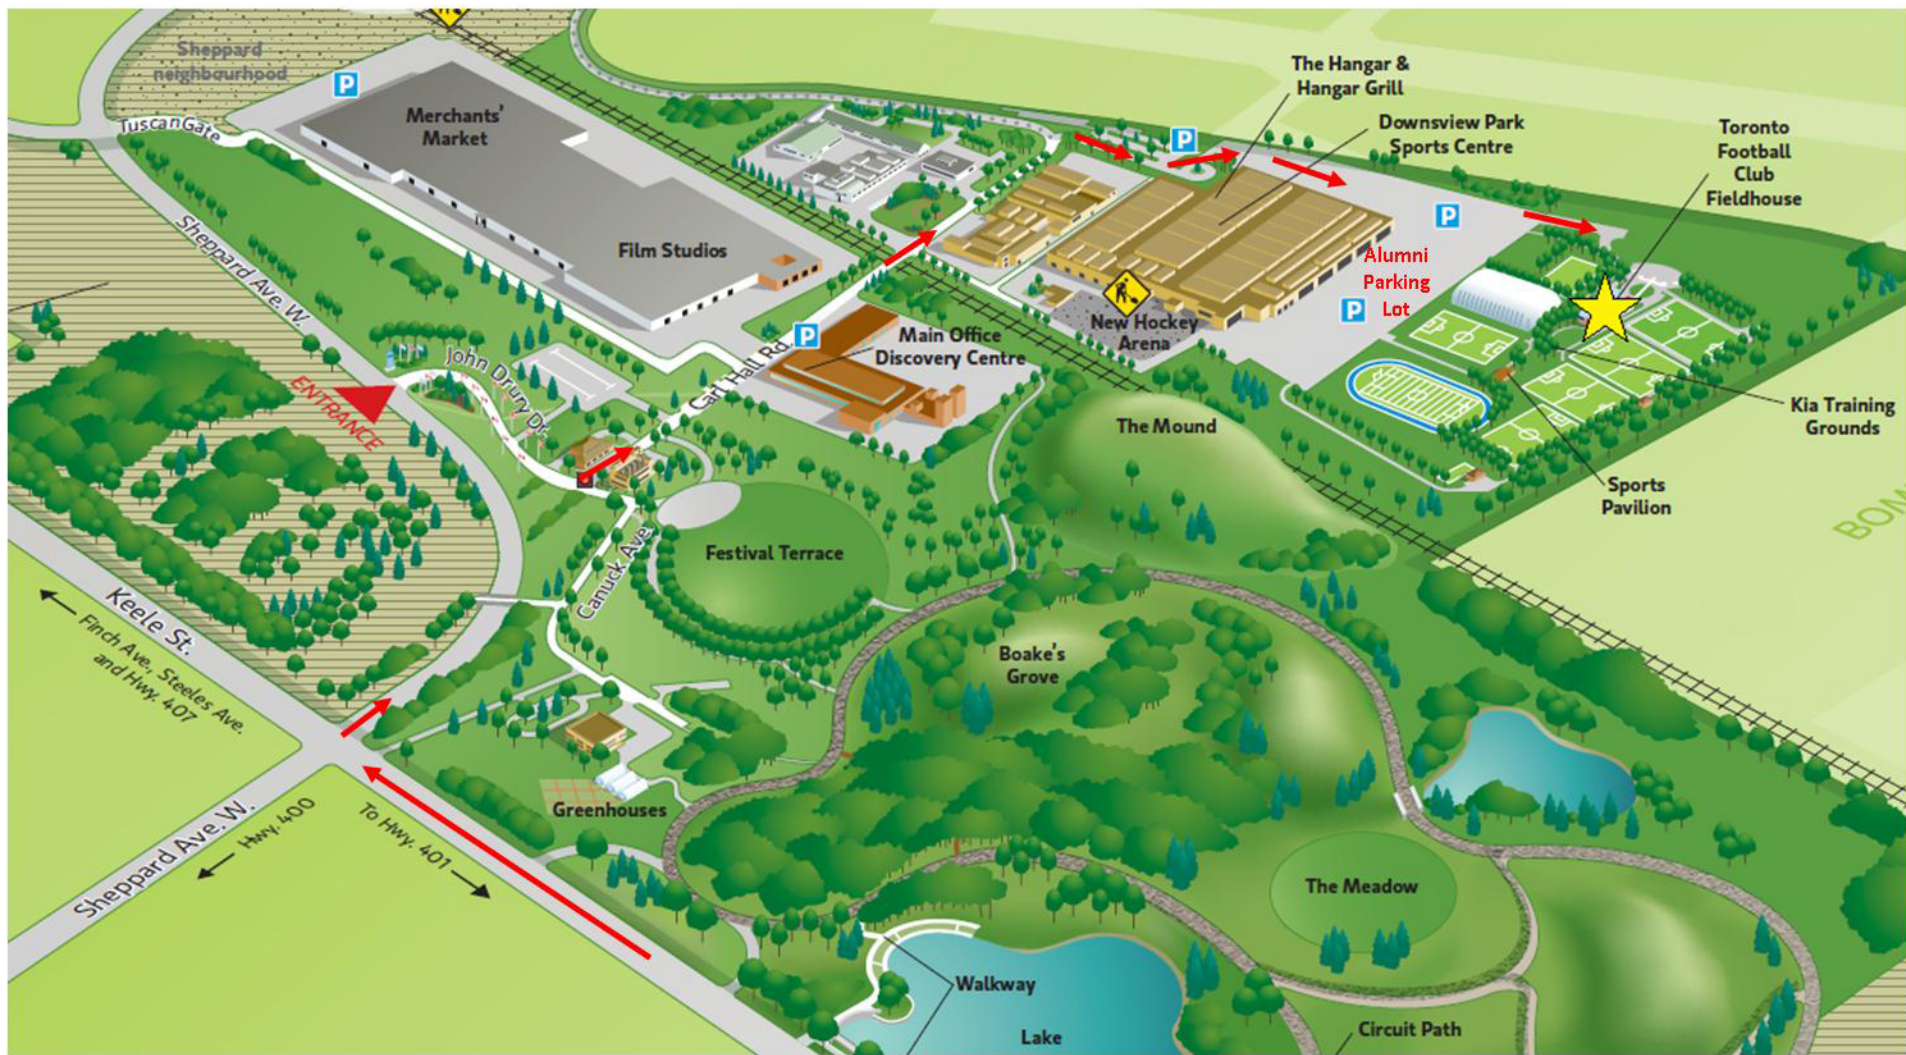 Sheppard
neighbourhood
P
Merchants'
Market
Tuscan Gate
Film Studios
Sheppard Ave. W.
The Hangar &
Hangar Grill
Downsview Park
Sports Centre
Toronto
Football
Club
Fieldhouse
P
P
Alumni
Parking
Lot
P
New Hockey
Arena
P
Main Office
Discovery Centre
Carl Hall Rd.
John Drury Dr.
ENTRANCE
The Mound
Kia Training
Grounds
Sports
Pavilion
Festival Terrace
Canuck Ave.
Keele St.
Finch Ave., Steeles Ave.
and Hwy. 407
Boake's
Grove
Greenhouses
Sheppard Ave. W.
Hwy. 400
To Hwy. 401
The Meadow
Walkway
Lake
Circuit Path